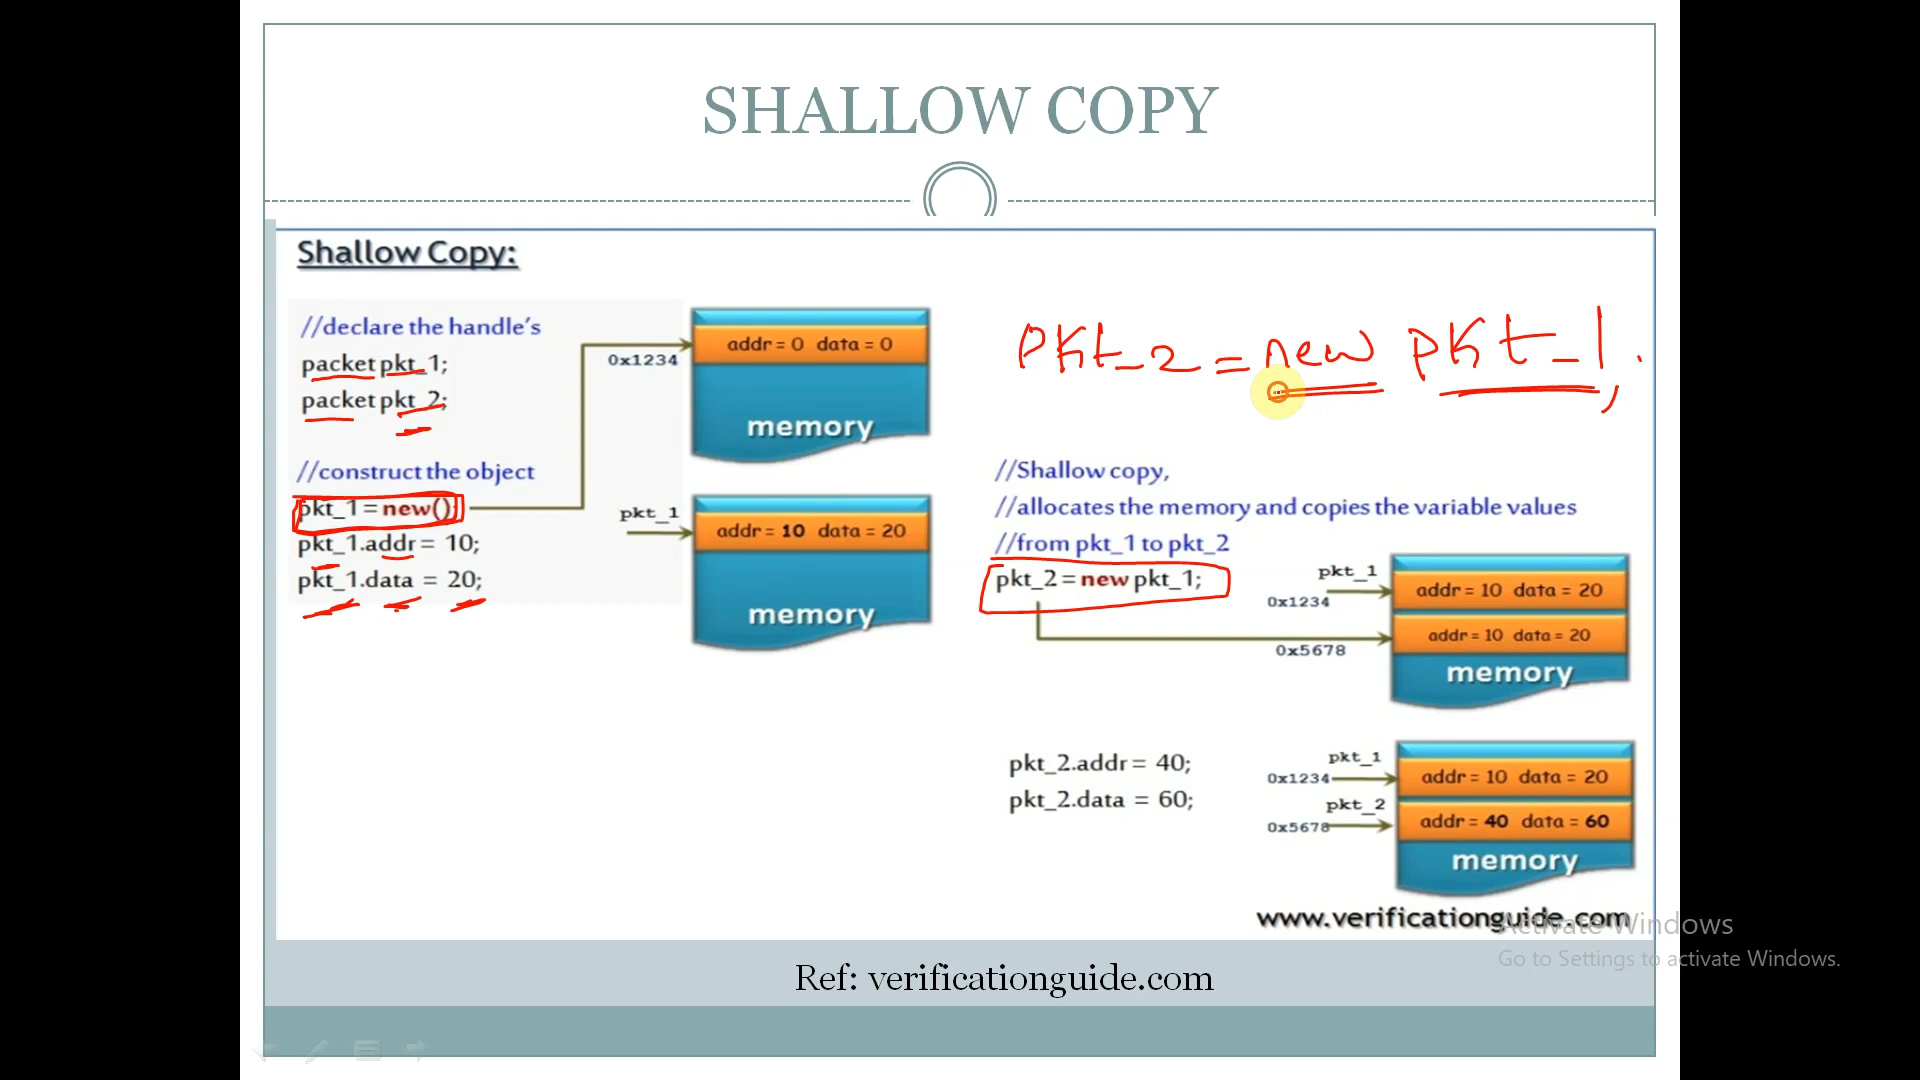 SHALLOW COPY
Shallow Copy:
//declare the handle's
packet pkt_1;
packet pkt_2;
//construct the object
pkt_1 = new();
pkt_1.addr = 10;
pkt_1.data = 20;
0x1234
addr = 0 data = 0
memory
pkt_1
addr = 10 data = 20
memory
PKt_2 = new pkt_1;
//Shallow copy,
//allocates the memory and copies the variable values
//from pkt_1 to pkt_2
pkt_2 = new pkt_1;
pkt_1
0x1234
addr = 10 data = 20
0x5678
addr = 10 data = 20
memory
pkt_2.addr = 40;
pkt_2.data = 60;
pkt_1
0x1234
addr = 10 data = 20
pkt_2
0x5678
addr = 40 data = 60
memory
www.verificationguide.com
Activate Windows
Go to Settings to activate Windows.
Ref: verificationguide.com